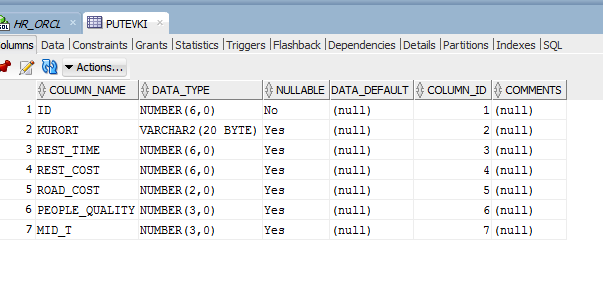 HR_ORCL PUTEVKI
olumns Data Constraints Grants Statistics Triggers Flashback Dependencies Details Partitions Indexes SQL
Actions...
COLUMN_NAME DATA_TYPE NULLABLE DATA_DEFAULT COLUMN_ID COMMENTS
1 ID NUMBER(6,0) No (null) 1 (null)
2 KURORT VARCHAR2(20 BYTE) Yes (null) 2 (null)
3 REST_TIME NUMBER(6,0) Yes (null) 3 (null)
4 REST_COST NUMBER(6,0) Yes (null) 4 (null)
5 ROAD_COST NUMBER(2,0) Yes (null) 5 (null)
6 PEOPLE_QUALITY NUMBER(3,0) Yes (null) 6 (null)
7 MID_T NUMBER(3,0) Yes (null) 7 (null)